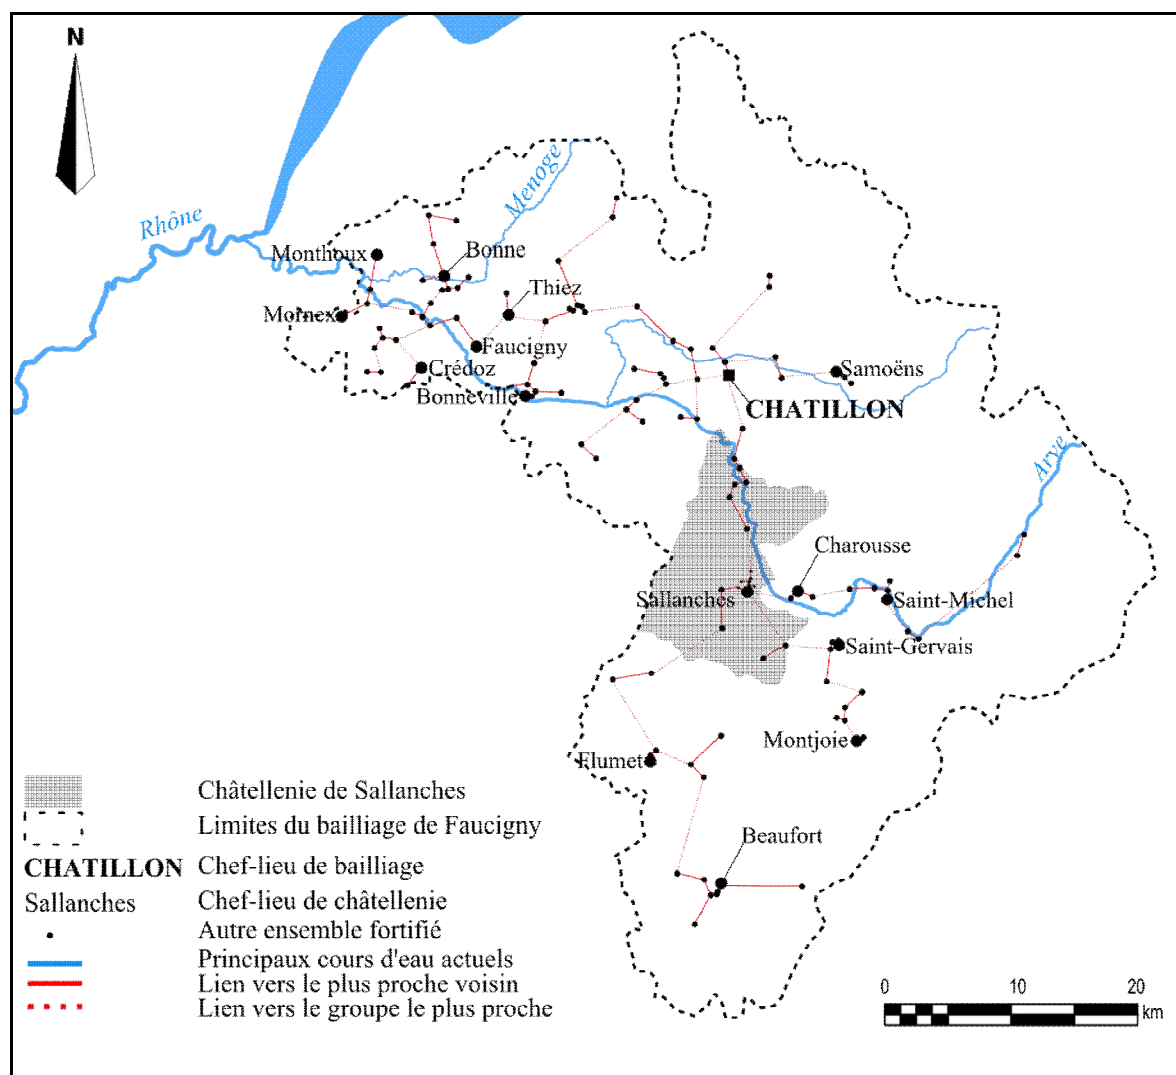 N
Rhône
Menoge
Monthoux
Bonne
Thiez
Mornex
Faucigny
Crédoz
Samoëns
Bonneville
CHATILLON
Arve
Charousse
Sallanches
Saint-Michel
Saint-Gervais
Montjoie
Flumet
Beaufort
Châtellenie de Sallanches
Limites du bailliage de Faucigny
CHATILLON Chef-lieu de bailliage
Sallanches Chef-lieu de châtellenie
Autre ensemble fortifié
Principaux cours d'eau actuels
Lien vers le plus proche voisin
Lien vers le groupe le plus proche
0 10 20
km